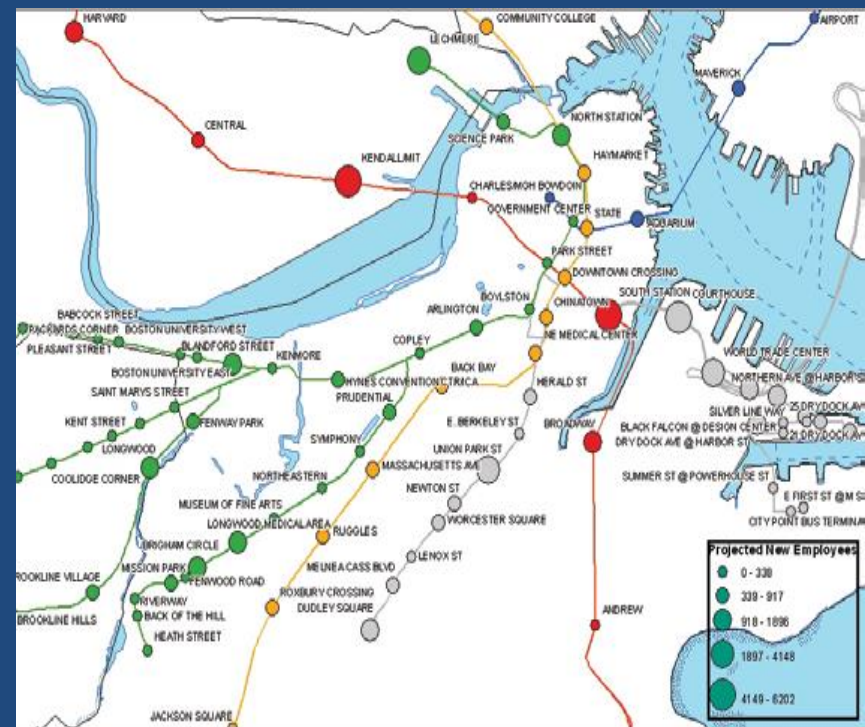 HARVARD
COMMUNITY COLLEGE
AIRPORT
LECHMERE
MAVERICK
CENTRAL
NORTH STATION
SCIENCE PARK
HAYMARKET
KENDALL/MIT
CHARLES/MGH BOWDOIN
GOVERNMENT CENTER
STATE
AQUARIUM
PARK STREET
DOWNTOWN CROSSING
BOYLSTON
SOUTH STATION COURTHOUSE
CHINATOWN
ARLINGTON
BABCOCK STREET
PACKARDS CORNER
BOSTON UNIVERSITY WEST
NE MEDICAL CENTER
COPLEY
PLEASANT STREET
BLANDFORD STREET
KENMORE
WORLD TRADE CENTER
BACK BAY
BOSTON UNIVERSITY EAST
NORTHERN AVE @HARBOR S
HYNES CONVENTION CTR/ICA
SAINT MARYS STREET
PRUDENTIAL
HERALD ST
SILVER LINE WAY
25 DRY DOCK AVE
KENT STREET
FENWAY PARK
E. BERKELEY ST
BROADWAY
BLACK FALCON @ DESIGN CENTER
SYMPHONY
UNION PARK ST
DRY DOCK AVE @HARBOR ST
21 DRY DOCK AVE
LONGWOOD
COOLIDGE CORNER
MASSACHUSETTS AVE
NORTHEASTERN
SUMMER ST @ POWERHOUSE ST
NEWTON ST
E FIRST ST @M S
MUSEUM OF FINE ARTS
WORCESTER SQUARE
CITY POINT BUS TERMINA
LONGWOOD MEDICAL AREA
RUGGLES
BRIGHAM CIRCLE
LENOX ST
Projected New Employees
MELNEA CASS BLVD
MISSION PARK
0 - 338
ROOKLINE VILLAGE
FENWOOD ROAD
ROXBURY CROSSING
339 - 917
RIVERWAY
DUDLEY SQUARE
ANDREW
918 - 1896
BROOKLINE HILLS
BACK OF THE HILL
HEATH STREET
1897 - 4148
4149 - 6202
JACKSON SQUARE